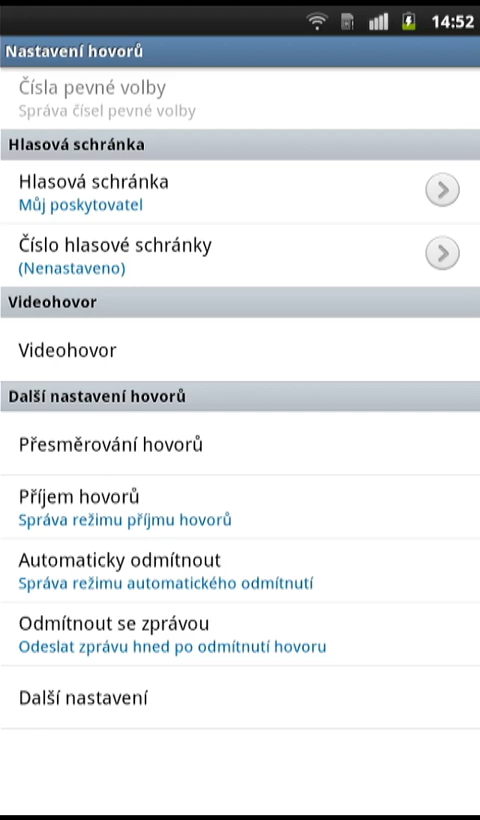 14:52
Nastavení hovorů
Čísla pevné volby
Správa čísel pevné volby
Hlasová schránka
Hlasová schránka
Můj poskytovatel
Číslo hlasové schránky
(Nenastaveno)
Videohovor
Videohovor
Další nastavení hovorů
Přesměrování hovorů
Příjem hovorů
Správa režimu příjmu hovorů
Automaticky odmítnout
Správa režimu automatického odmítnutí
Odmítnout se zprávou
Odeslat zprávu hned po odmítnutí hovoru
Další nastavení